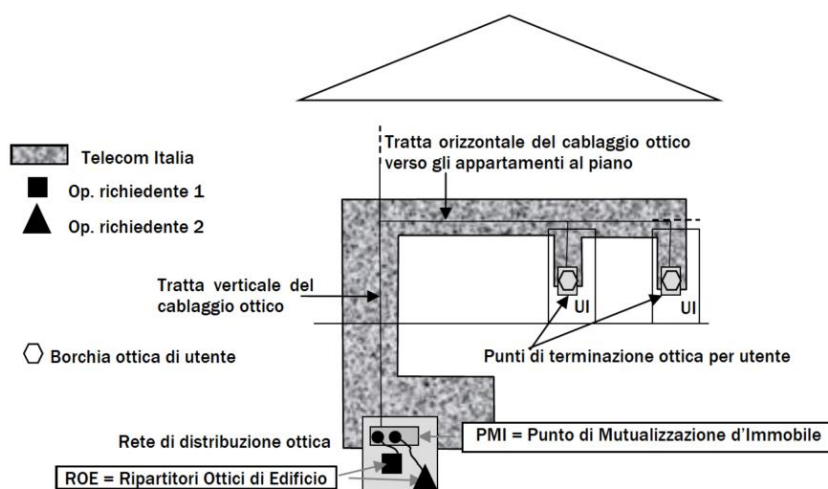 Tratta orizzontale del cablaggio ottico
verso gli appartamenti al piano
Telecom Italia
Op. richiedente 1
Op. richiedente 2
Tratta verticale del
cablaggio ottico
UI
UI
Borchia ottica di utente
Punti di terminazione ottica per utente
Rete di distribuzione ottica
PMI = Punto di Mutualizzazione d'Immobile
ROE = Ripartitori Ottici di Edificio